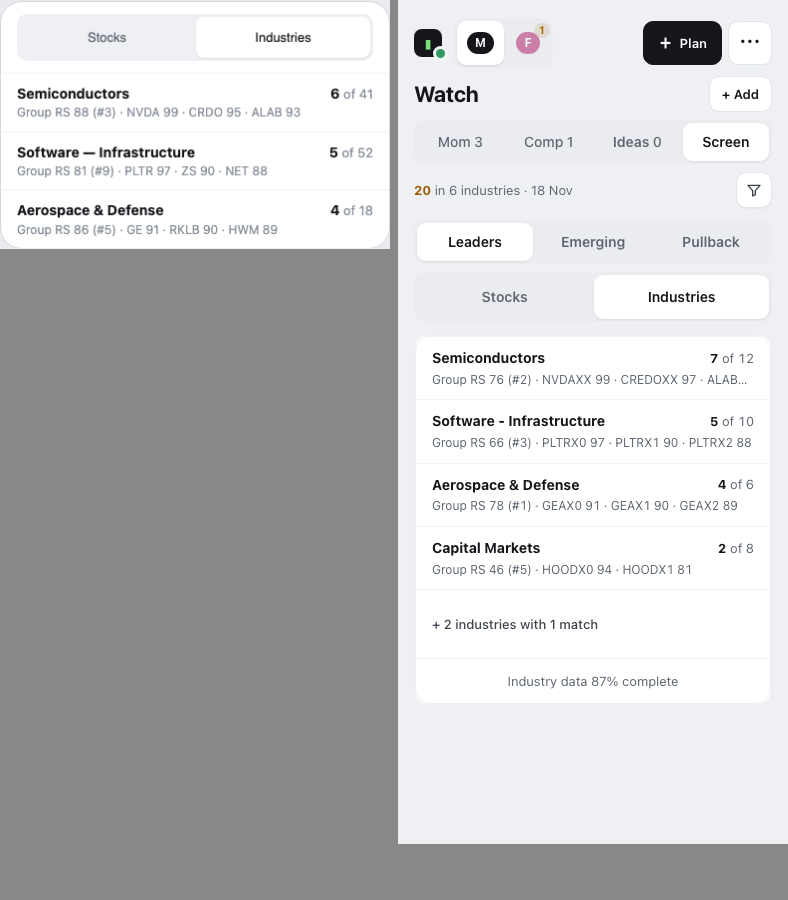 Stocks Industries
Semiconductors 6 of 41
Group RS 88 (#3) · NVDA 99 · CRDO 95 · ALAB 93
Software — Infrastructure 5 of 52
Group RS 81 (#9) · PLTR 97 · ZS 90 · NET 88
Aerospace & Defense 4 of 18
Group RS 86 (#5) · GE 91 · RKLB 90 · HWM 89
M F 1 + Plan ...
Watch + Add
Mom 3 Comp 1 Ideas 0 Screen
20 in 6 industries · 18 Nov
Leaders Emerging Pullback
Stocks Industries
Semiconductors 7 of 12
Group RS 76 (#2) · NVDAXX 99 · CREDOXX 97 · ALAB...
Software - Infrastructure 5 of 10
Group RS 66 (#3) · PLTRX0 97 · PLTRX1 90 · PLTRX2 88
Aerospace & Defense 4 of 6
Group RS 78 (#1) · GEAX0 91 · GEAX1 90 · GEAX2 89
Capital Markets 2 of 8
Group RS 46 (#5) · HOODX0 94 · HOODX1 81
+ 2 industries with 1 match
Industry data 87% complete